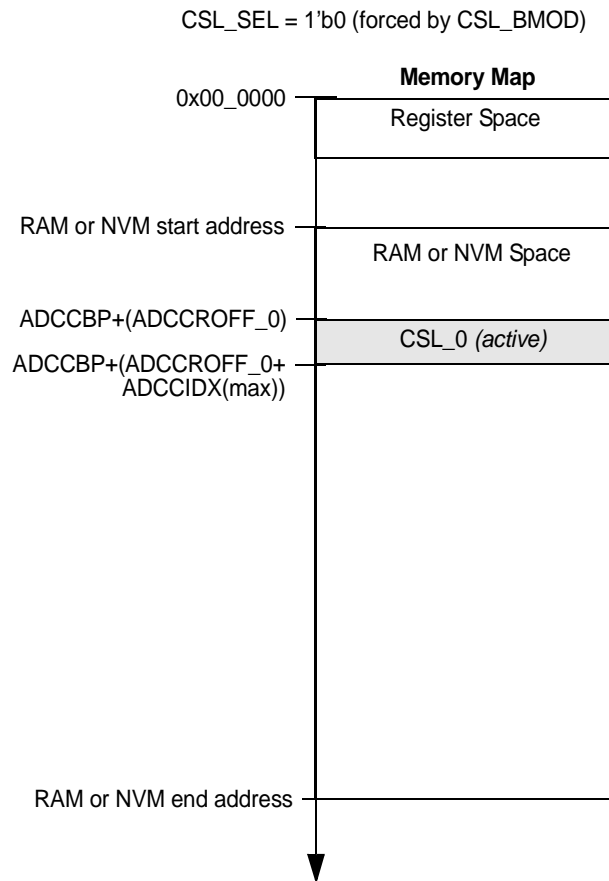 CSL_SEL = 1'b0 (forced by CSL_BMOD)
Memory Map
0x00_0000
Register Space
RAM or NVM start address
RAM or NVM Space
ADCCBP+(ADCCROFF_0)
CSL_0 (active)
ADCCBP+(ADCCROFF_0+
ADCCIDX(max))
RAM or NVM end address